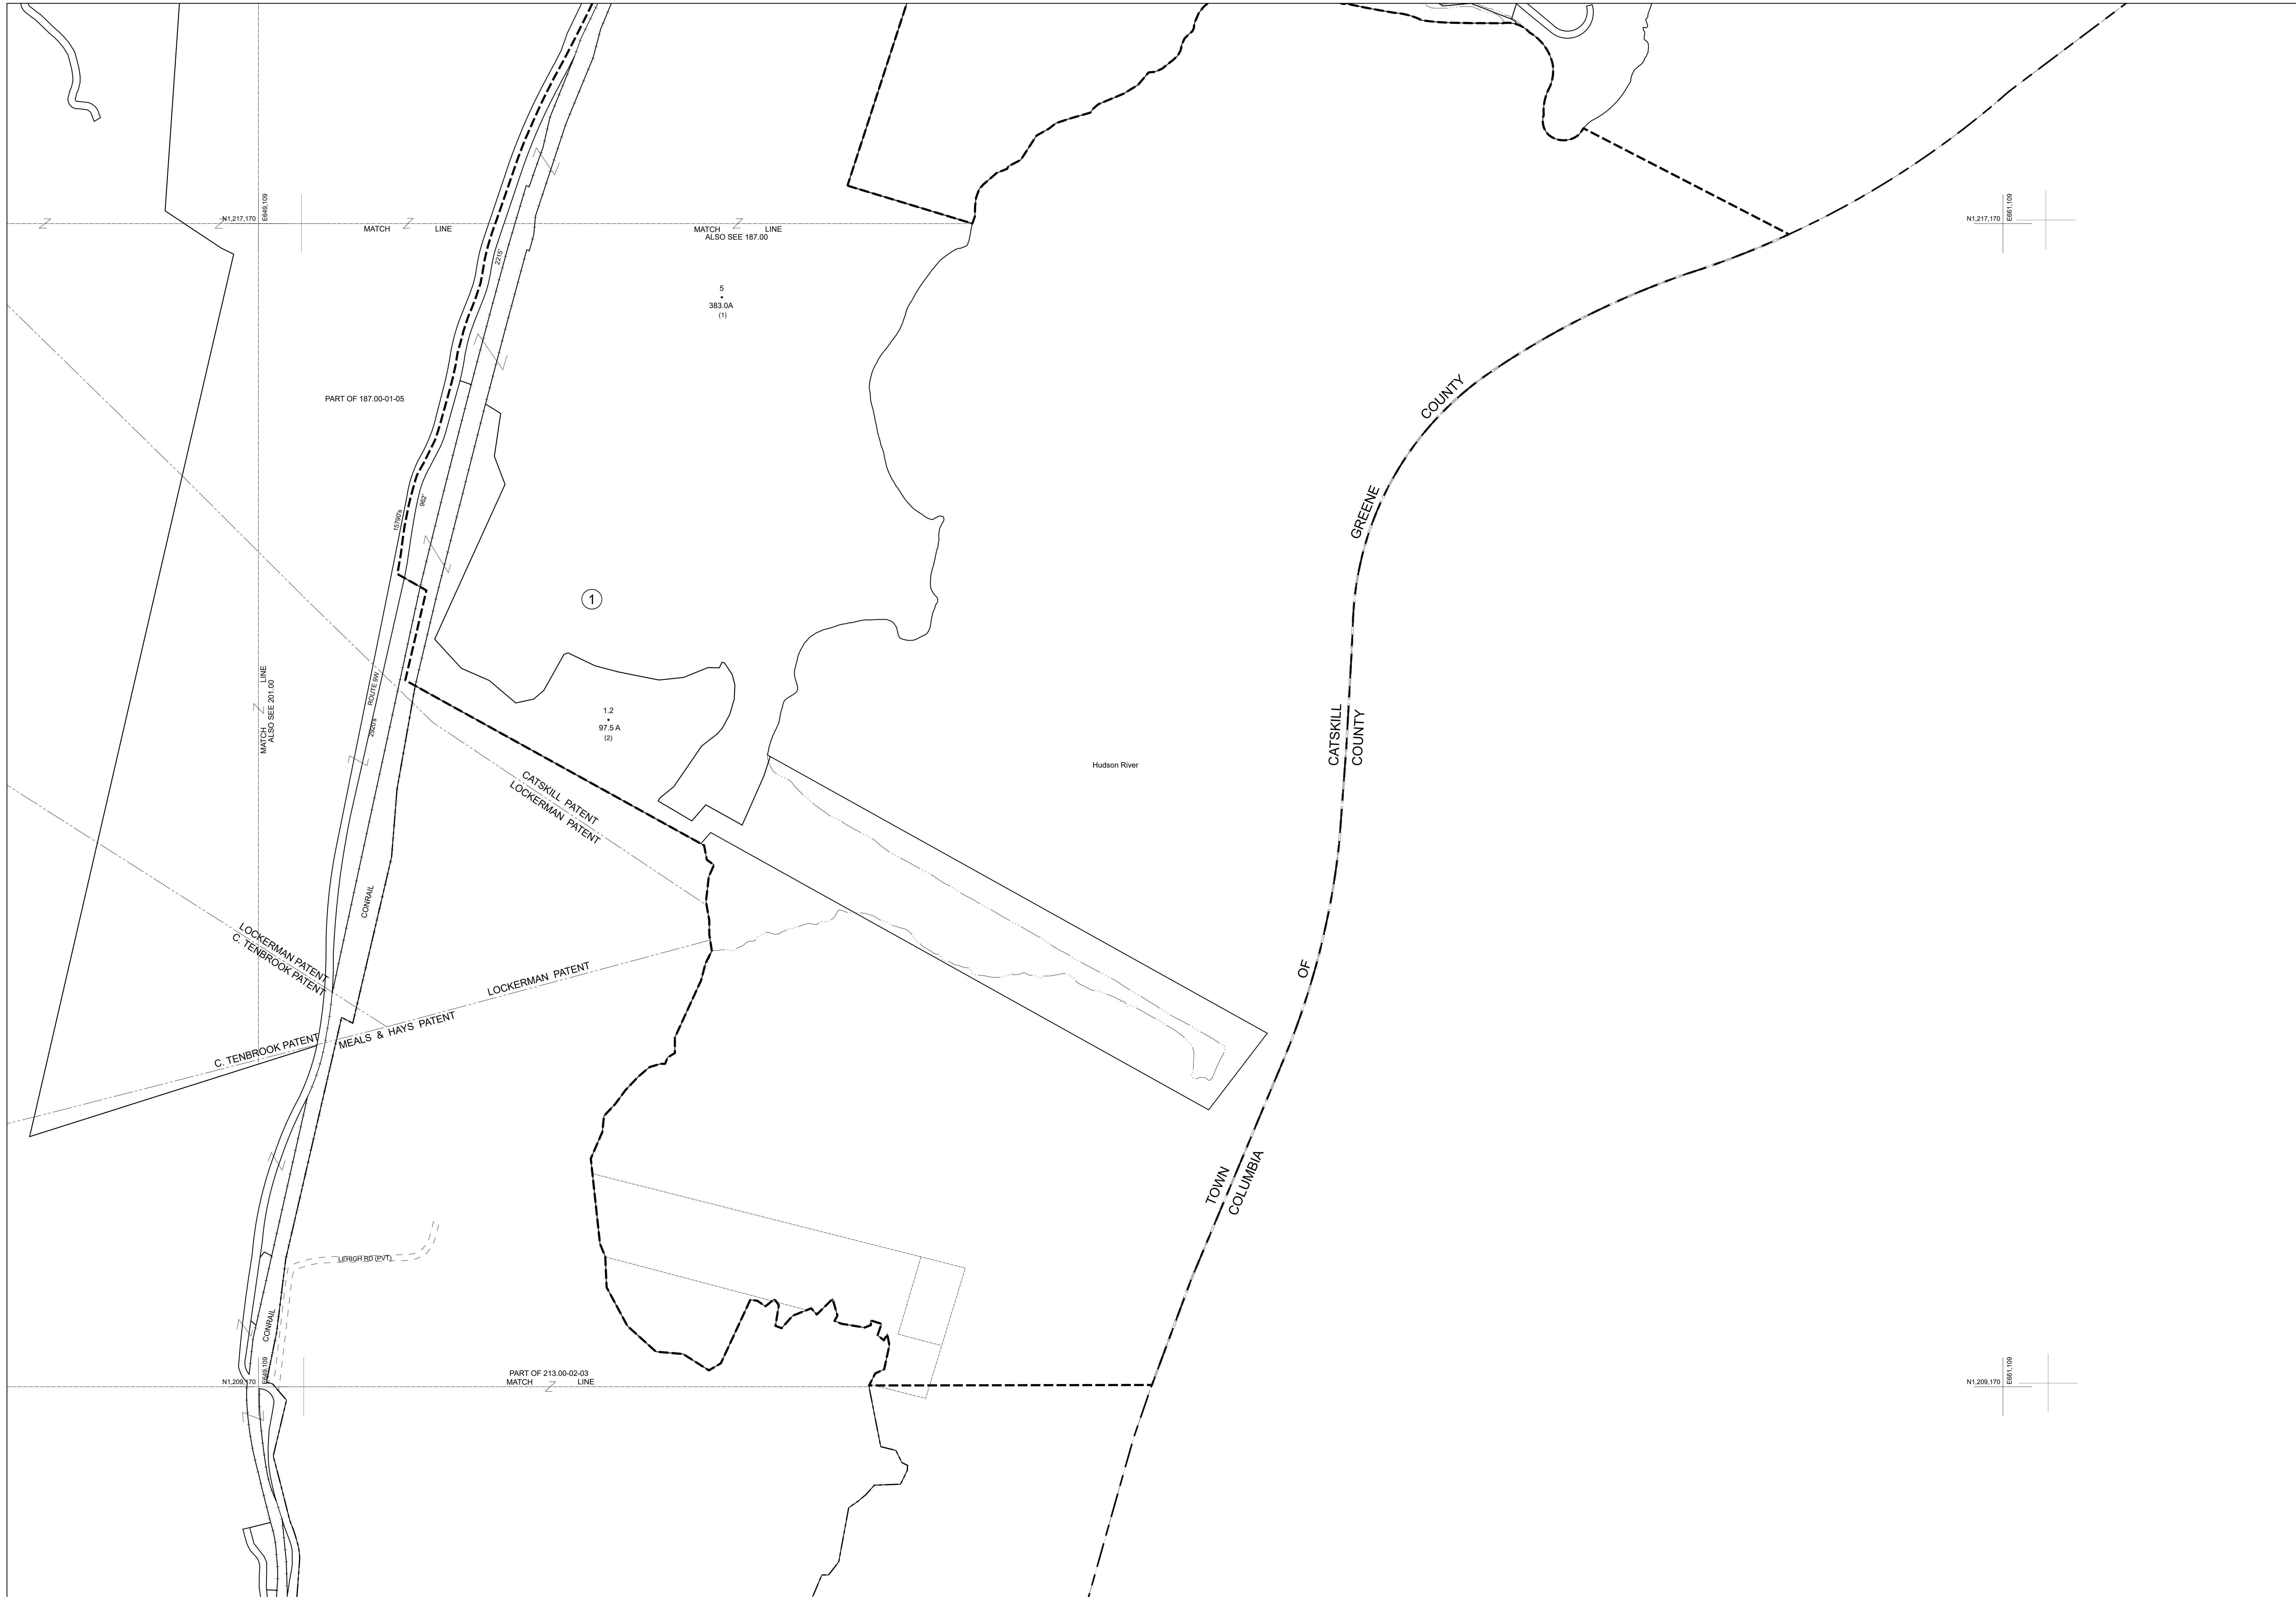 N1,217,170
E649,109
MATCH LINE
MATCH LINE
ALSO SEE 187.00
N1,217,170
E661,109
2215'
5
383.0A
(1)
PART OF 187.00-01-05
COUNTY
GREENE
15790's
982'
1
MATCH LINE
ALSO SEE 201.00
ROUTE 9W
2920's
1.2
97.5 A
(2)
CATSKILL
COUNTY
Hudson River
CATSKILL PATENT
LOCKERMAN PATENT
CONRAIL
LOCKERMAN PATENT
C. TENBROOK PATENT
LOCKERMAN PATENT
OF
C. TENBROOK PATENT
MEALS & HAYS PATENT
TOWN
COLUMBIA
LEHIGH RD (PVT)
CONRAIL
N1,209,170
E649,109
PART OF 213.00-02-03
MATCH LINE
N1,209,170
E661,109